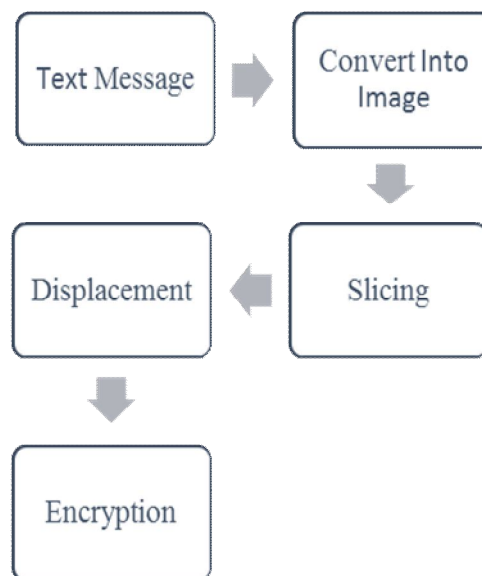 Text Message
Convert Into
Image
Slicing
Displacement
Encryption